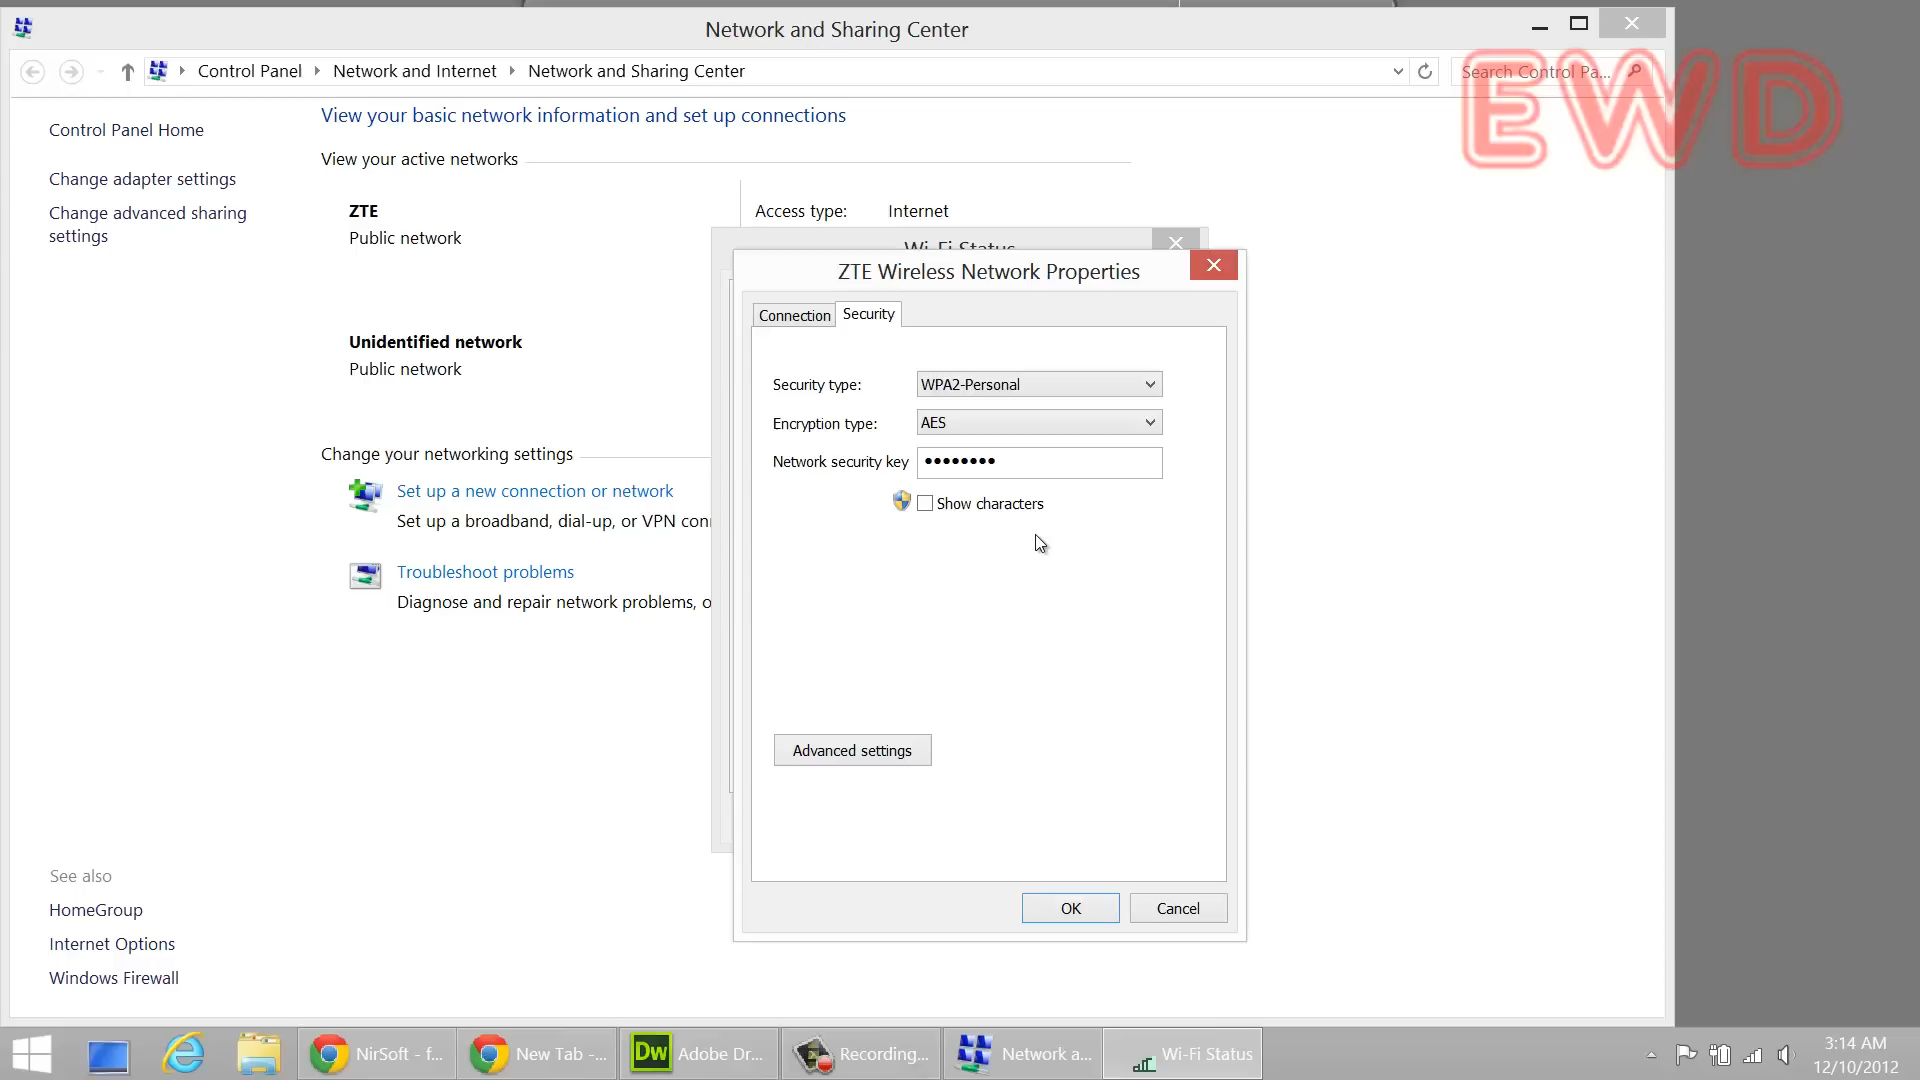 Network and Sharing Center
Control Panel Network and Internet Network and Sharing Center
Search Control Pa...
EWD
Control Panel Home
Change adapter settings
Change advanced sharing
settings
View your basic network information and set up connections
View your active networks
ZTE
Public network
Access type: Internet
Unidentified network
Public network
Change your networking settings
Set up a new connection or network
Set up a broadband, dial-up, or VPN con
Troubleshoot problems
Diagnose and repair network problems, o
Wi-Fi Status
ZTE Wireless Network Properties
Connection Security
Security type: WPA2-Personal
Encryption type: AES
Network security key ••••••••
Show characters
Advanced settings
OK Cancel
See also
HomeGroup
Internet Options
Windows Firewall
NirSoft - f... New Tab -... Dw Adobe Dr... Recording... Network a... Wi-Fi Status
3:14 AM
12/10/2012